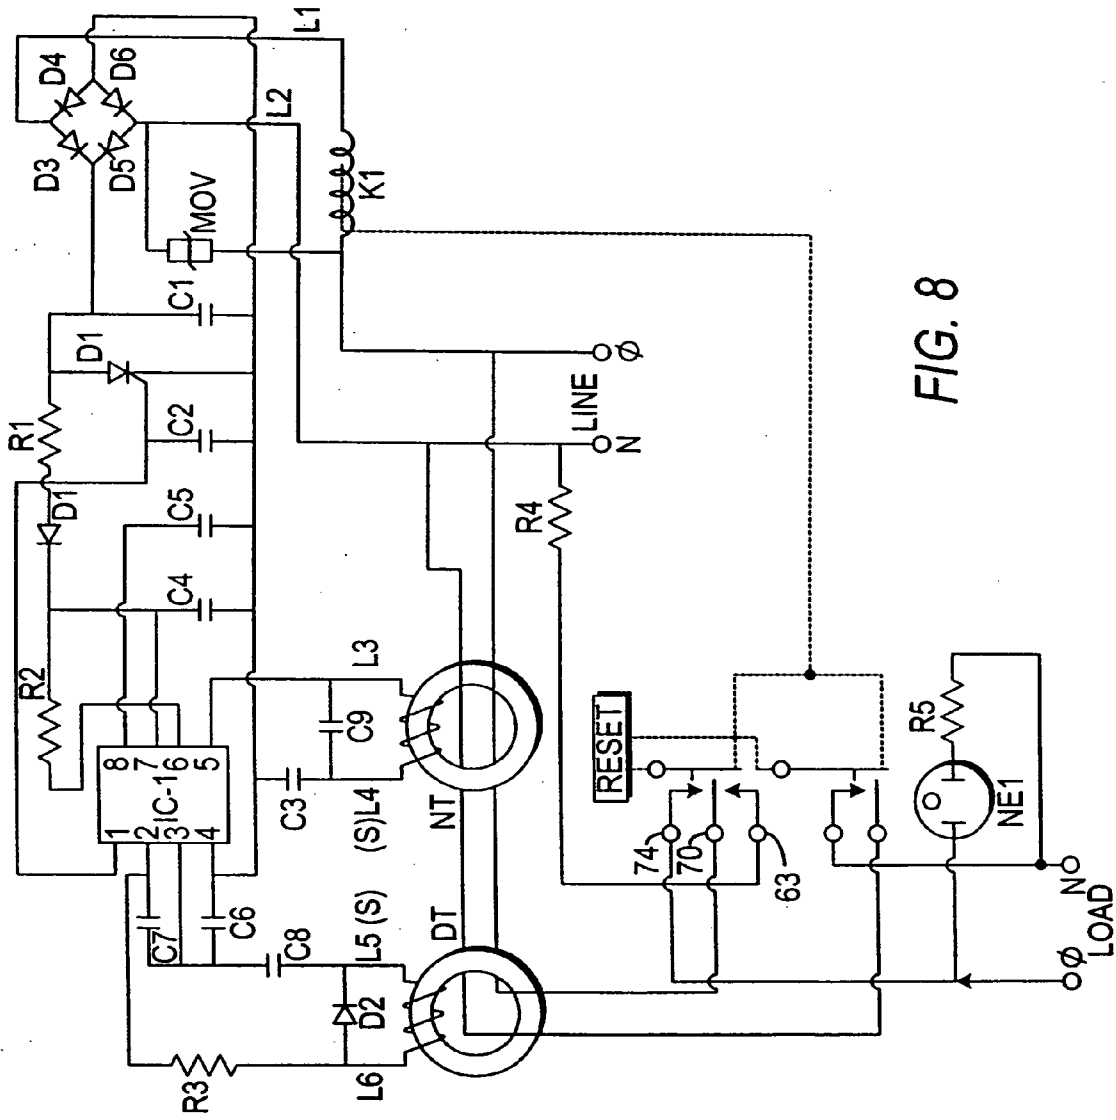 L1
D4
D6
L2
D3
D5
MOV
K1
C1
D1
R1
C2
D1
C5
C4
R2
L3
8
7
6
5
IC-1
1
2
3
4
C9
C3
(S)L4
NT
C7
C6
C8
L5 (S)
DT
D2
R3
L6
LINE
Φ
N
R4
RESET
74
70
63
R5
NE1
N
Φ
LOAD
FIG. 8